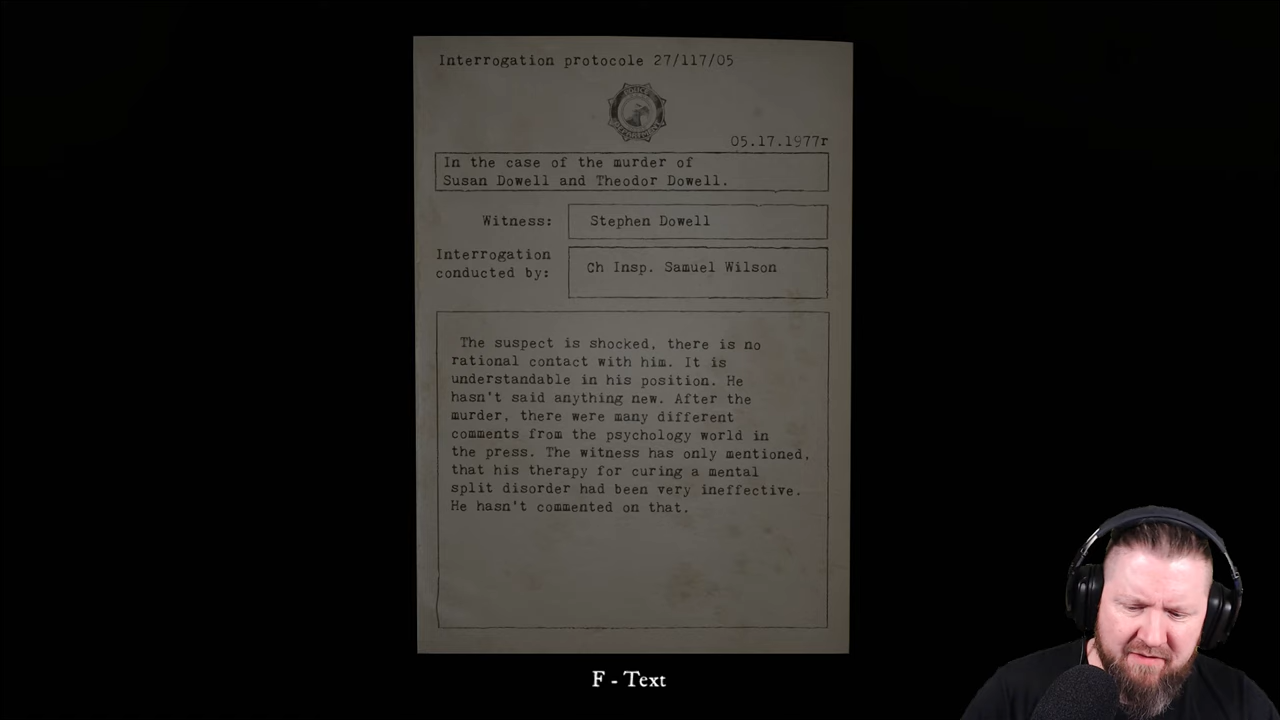 Interrogation protocole 27/117/05
POLICE
DEPARTMENT
05.17.1977r
In the case of the murder of
Susan Dowell and Theodor Dowell.
Witness:
Stephen Dowell
Interrogation
conducted by:
Ch Insp. Samuel Wilson
The suspect is shocked, there is no
rational contact with him. It is
understandable in his position. He
hasn't said anything new. After the
murder, there were many different
comments from the psychology world in
the press. The witness has only mentioned,
that his therapy for curing a mental
split disorder had been very ineffective.
He hasn't commented on that.
F - Text